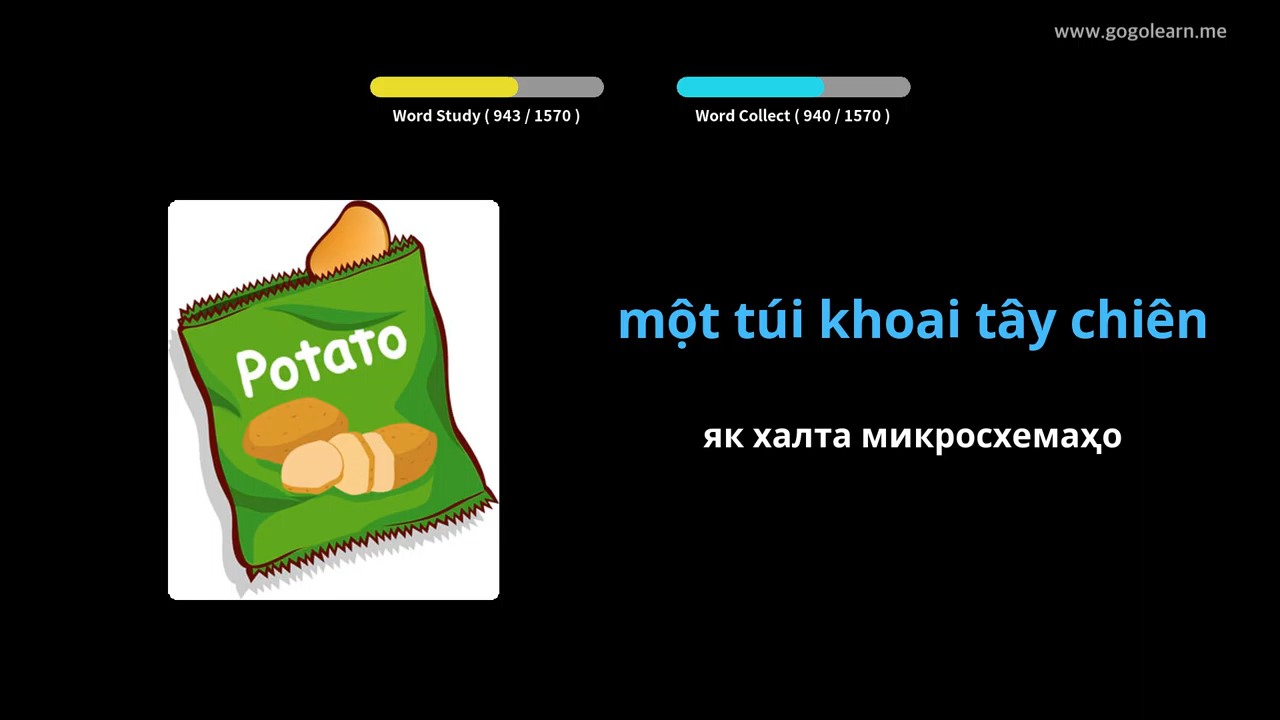 www.gogolearn.me
Word Study ( 943 / 1570 )
Word Collect ( 940 / 1570 )
Potato
một túi khoai tây chiên
як халта микросхемаҳо